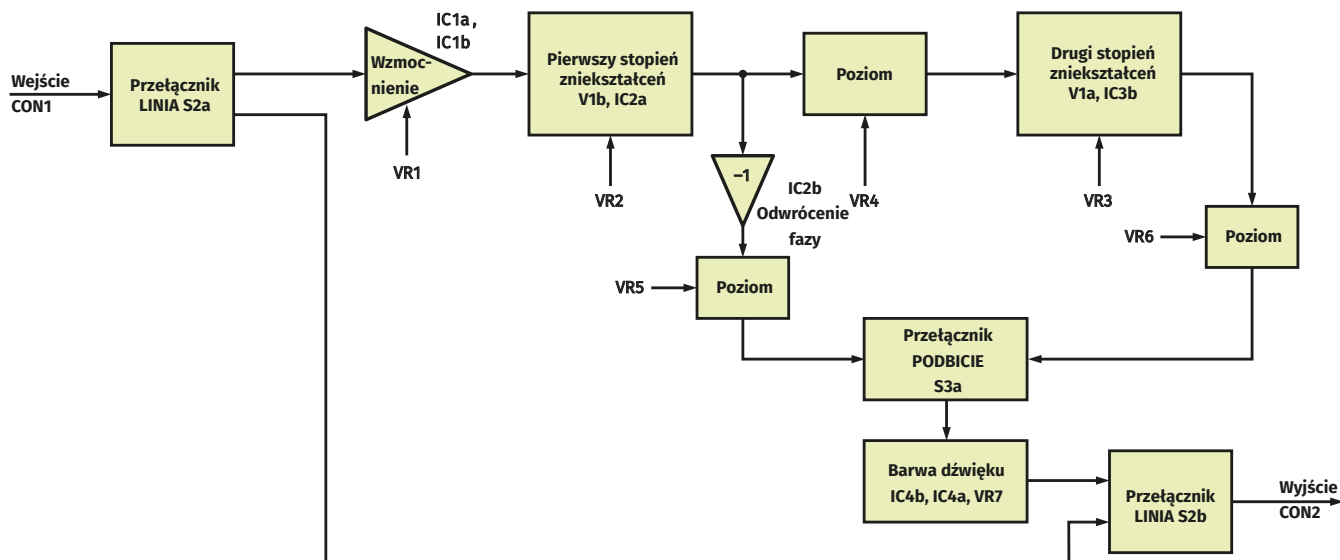 Wejście
CON1
Przełącznik
LINIA S2a
IC1a,
IC1b
Wzmoc-
nienie
VR1
Pierwszy stopień
zniekształceń
V1b, IC2a
VR2
Poziom
VR4
Drugi stopień
zniekształceń
V1a, IC3b
VR3
–1
IC2b
Odwrócenie
fazy
VR5
Poziom
VR6
Poziom
Przełącznik
PODBICIE
S3a
Barwa dźwięku
IC4b, IC4a, VR7
Przełącznik
LINIA S2b
Wyjście
CON2